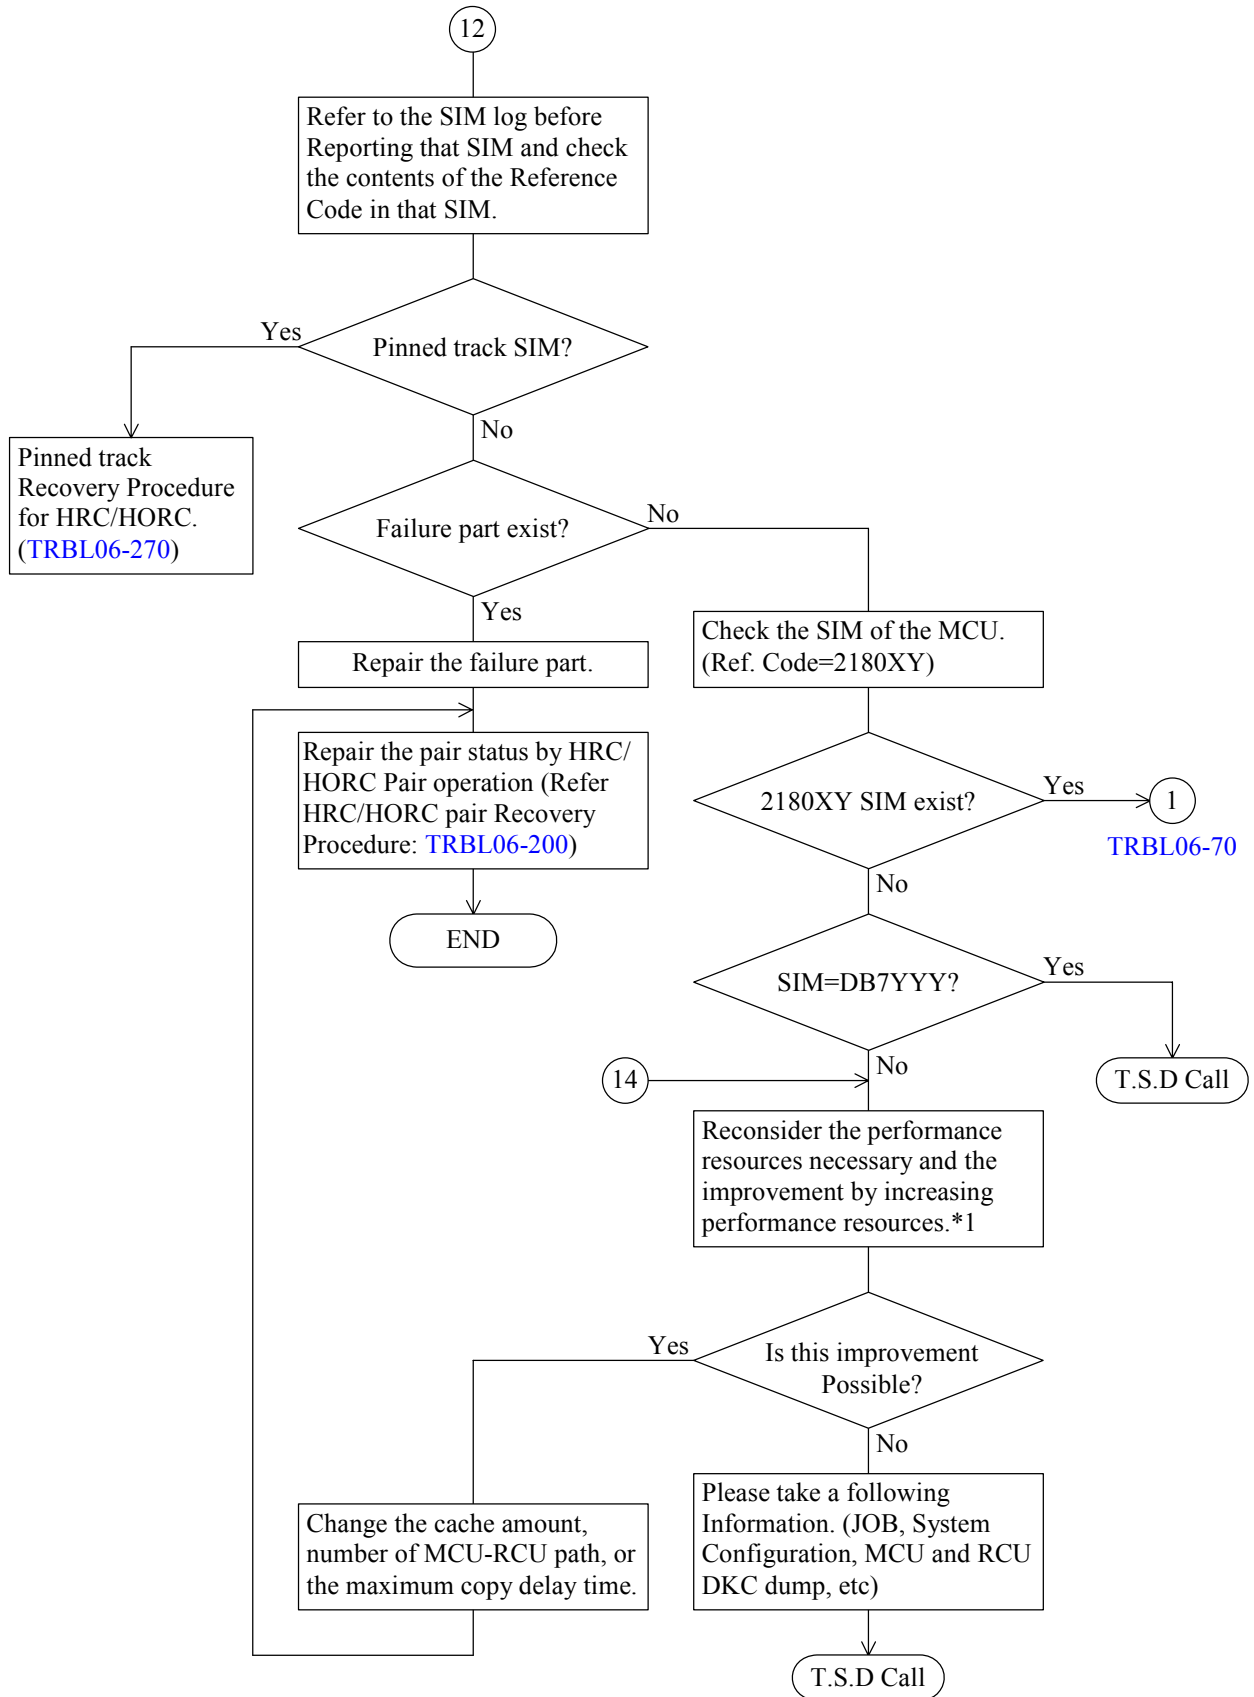 12
Refer to the SIM log before
Reporting that SIM and check
the contents of the Reference
Code in that SIM.
Yes
Pinned track SIM?
No
Pinned track
Recovery Procedure
for HRC/HORC.
(TRBL06-270)
Failure part exist?
No
Yes
Repair the failure part.
Check the SIM of the MCU.
(Ref. Code=2180XY)
Repair the pair status by HRC/
HORC Pair operation (Refer
HRC/HORC pair Recovery
Procedure: TRBL06-200)
END
2180XY SIM exist?
Yes
1
TRBL06-70
No
SIM=DB7YYY?
Yes
No
T.S.D Call
14
Reconsider the performance
resources necessary and the
improvement by increasing
performance resources.*1
Yes
Is this improvement
Possible?
No
Change the cache amount,
number of MCU-RCU path, or
the maximum copy delay time.
Please take a following
Information. (JOB, System
Configuration, MCU and RCU
DKC dump, etc)
T.S.D Call